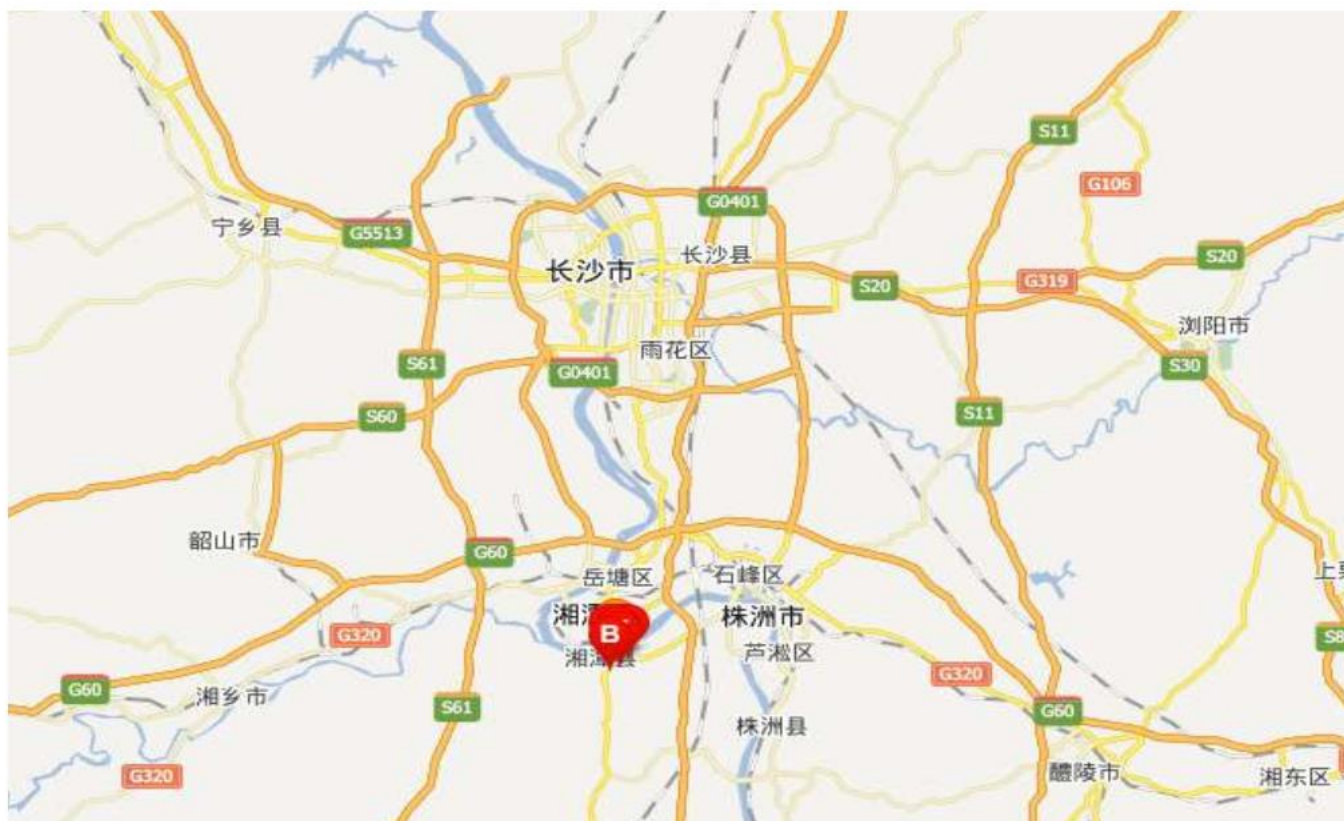 S11
G106
G0401
宁乡县
G5513
长沙县
长沙市
S20
S20
G319
浏阳市
雨花区
S61
G0401
S30
S60
S11
韶山市
G60
岳塘区
石峰区
湘潭
B
株洲市
G320
湘潭县
芦淞区
G320
G60
湘乡市
S61
株洲县
G60
G320
醴陵市
湘东区